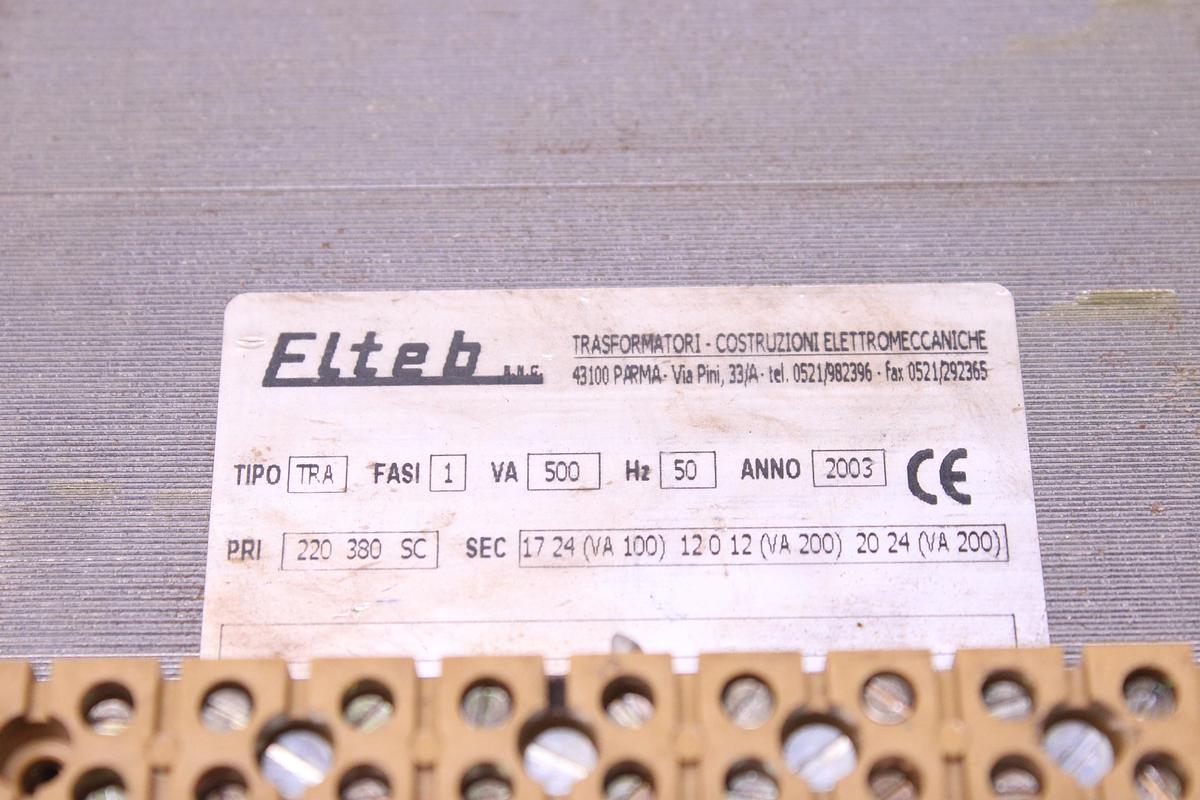 Elteb s.n.c.
TRASFORMATORI - COSTRUZIONI ELETTROMECCANICHE
43100 PARMA - Via Pini, 33/A - tel. 0521/982396 - fax 0521/292365
TIPO TRA FASI 1 VA 500 Hz 50 ANNO 2003 CE
PRI 220 380 SC SEC 17 24 (VA 100) 12 0 12 (VA 200) 20 24 (VA 200)